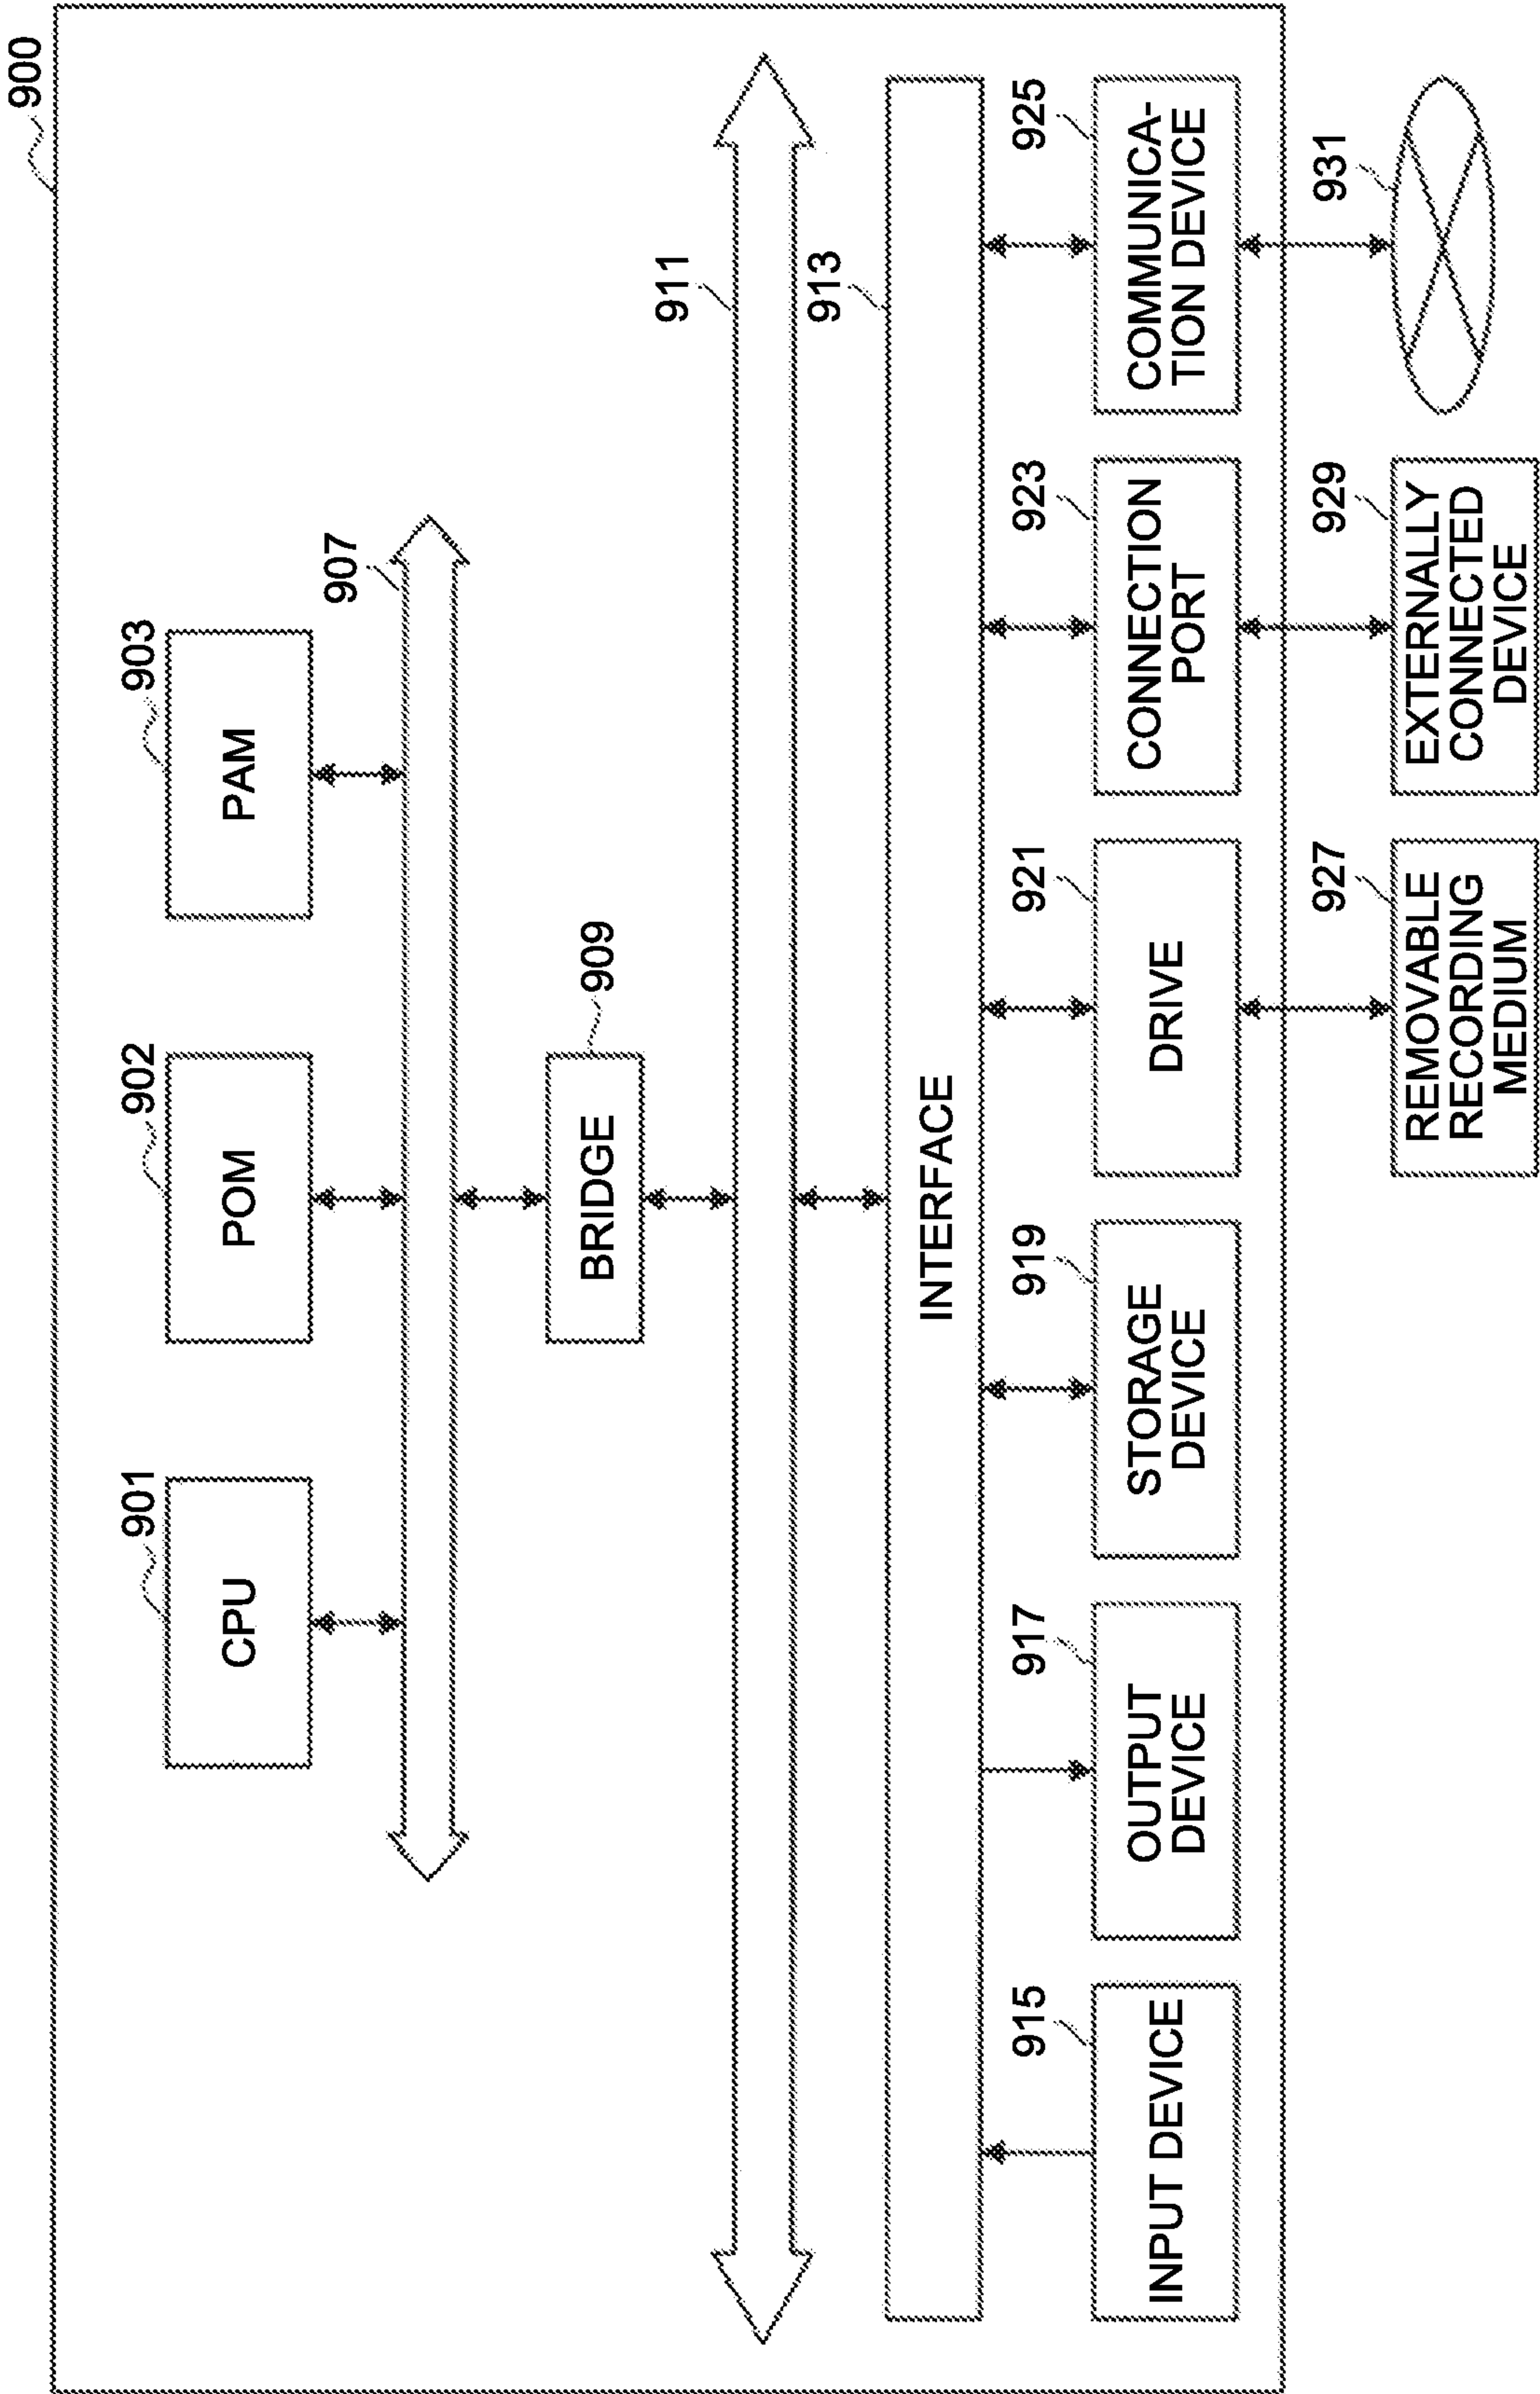 900
901
902
903
CPU
POM
PAM
907
909
BRIDGE
911
913
INTERFACE
915
917
919
921
923
925
INPUT DEVICE
OUTPUT
DEVICE
STORAGE
DEVICE
DRIVE
CONNECTION
PORT
COMMUNICA-
TION DEVICE
927
929
931
REMOVABLE
RECORDING
MEDIUM
EXTERNALLY
CONNECTED
DEVICE